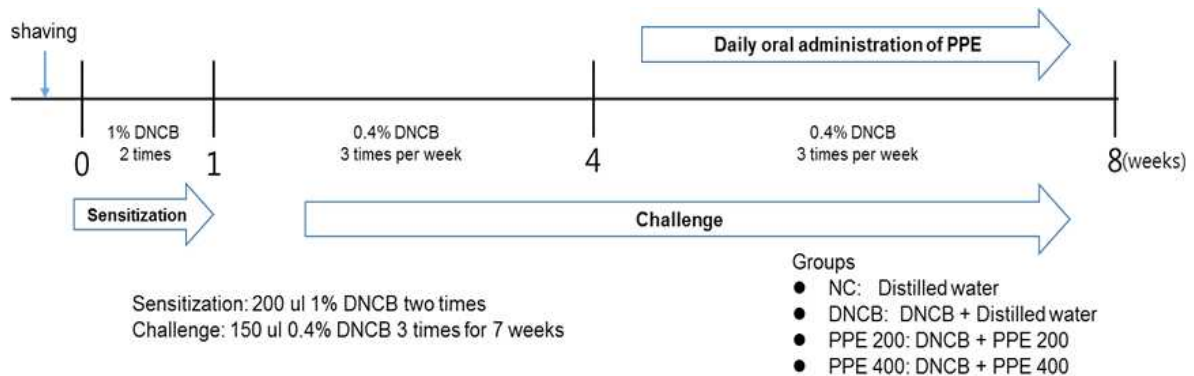 shaving
Daily oral administration of PPE
1% DNCB
2 times
0.4% DNCB
3 times per week
0.4% DNCB
3 times per week
0
1
4
8(weeks)
Sensitization
Challenge
Sensitization: 200 ul 1% DNCB two times
Challenge: 150 ul 0.4% DNCB 3 times for 7 weeks
Groups
● NC: Distilled water
● DNCB: DNCB + Distilled water
● PPE 200: DNCB + PPE 200
● PPE 400: DNCB + PPE 400